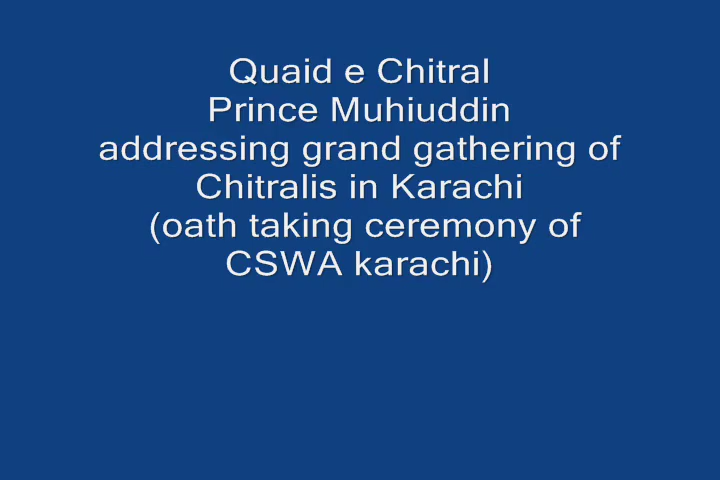 Quaid e Chitral
Prince Muhiuddin
addressing grand gathering of
Chitralis in Karachi
(oath taking ceremony of
CSWA karachi)